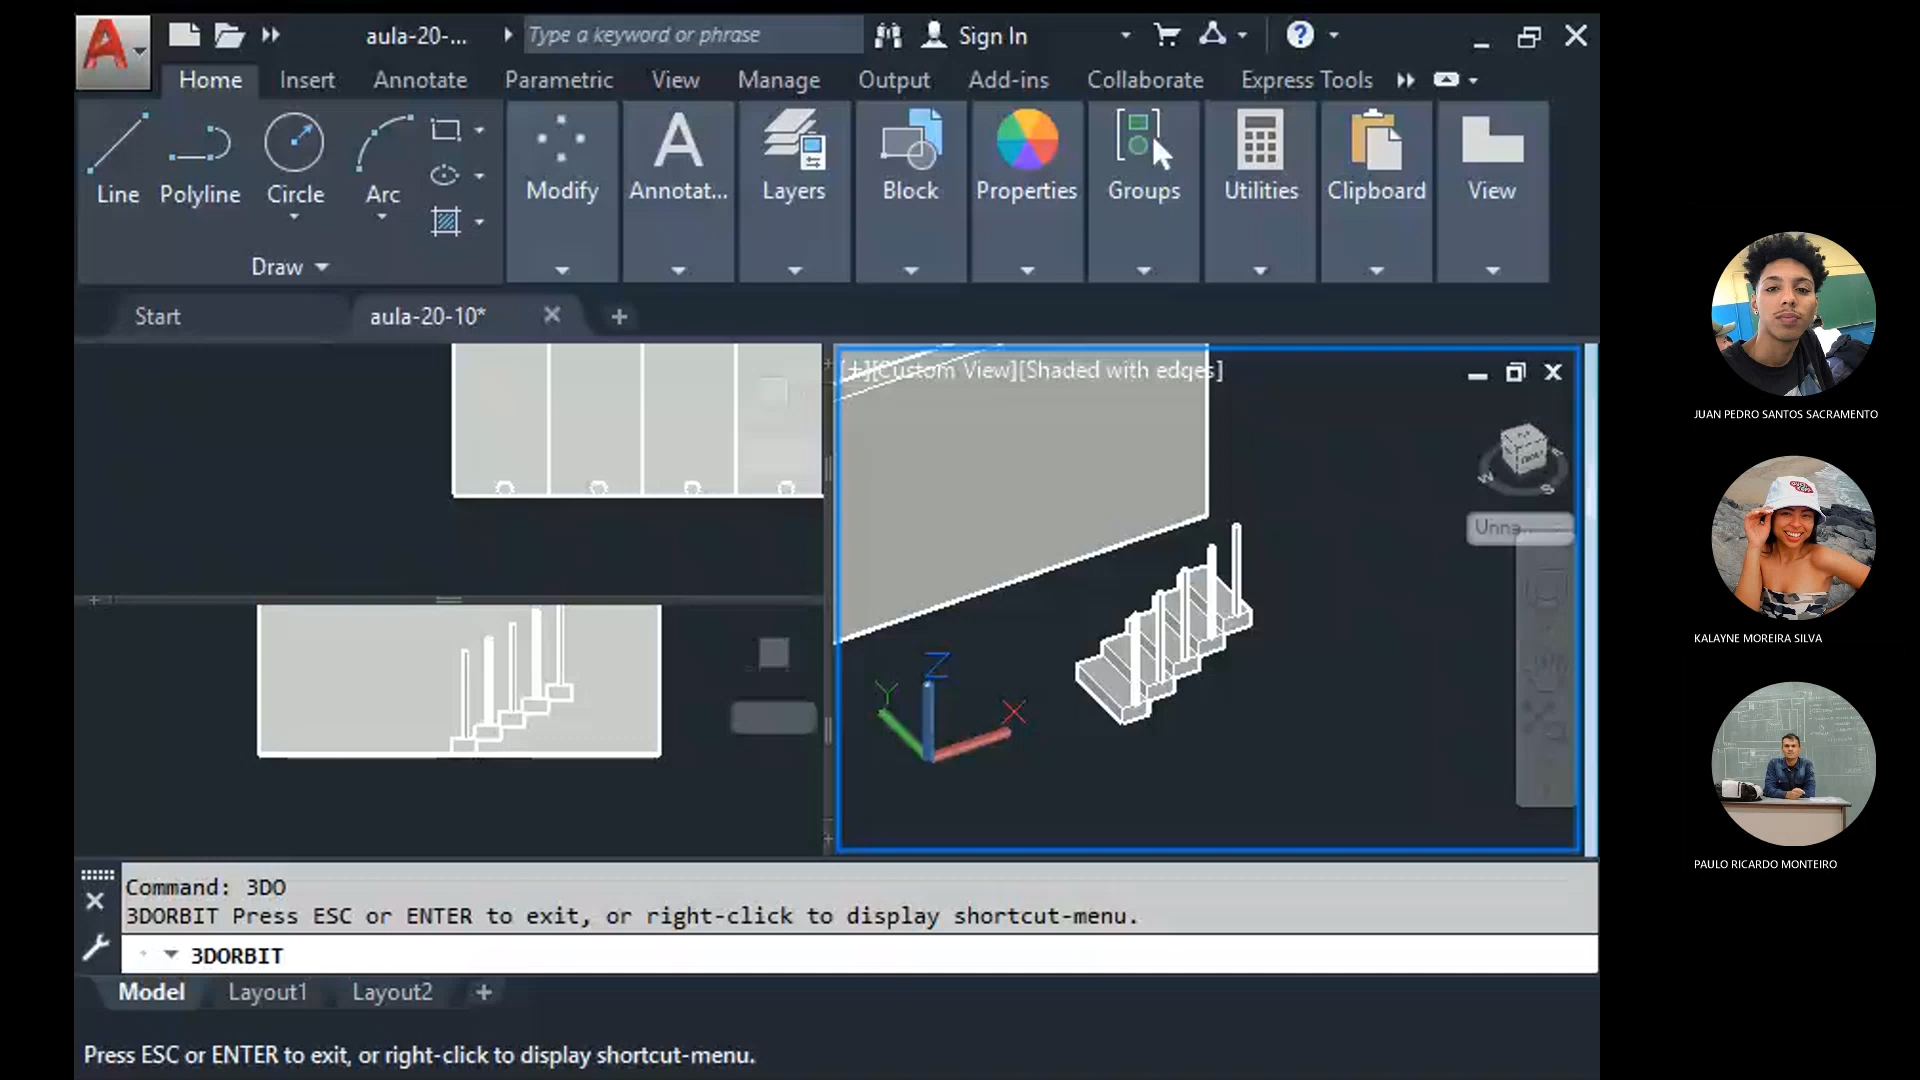 aula-20-...
Type a keyword or phrase
Sign In
Home Insert Annotate Parametric View Manage Output Add-ins Collaborate Express Tools
Line Polyline Circle Arc
Modify Annotat... Layers Block Properties Groups Utilities Clipboard View
Draw
Start aula-20-10*
[+][Custom View][Shaded with edges]
W S
Unna...
Z
Y
X
JUAN PEDRO SANTOS SACRAMENTO
KALAYNE MOREIRA SILVA
PAULO RICARDO MONTEIRO
Command: 3DO
3DORBIT Press ESC or ENTER to exit, or right-click to display shortcut-menu.
3DORBIT
Model Layout1 Layout2
Press ESC or ENTER to exit, or right-click to display shortcut-menu.